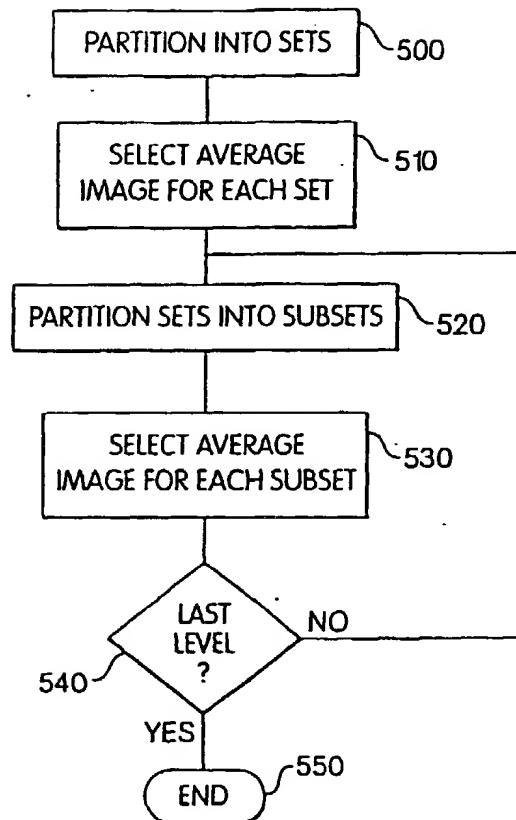 PARTITION INTO SETS
500
SELECT AVERAGE
IMAGE FOR EACH SET
510
PARTITION SETS INTO SUBSETS
520
SELECT AVERAGE
IMAGE FOR EACH SUBSET
530
LAST
LEVEL
?
NO
540
YES
END
550